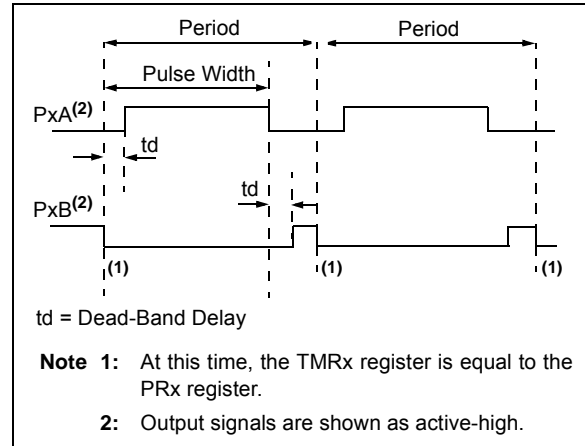 Period Period
Pulse Width
PxA(2)
td
td
PxB(2)
(1) (1) (1)
td = Dead-Band Delay
Note 1: At this time, the TMRx register is equal to the
PRx register.
2: Output signals are shown as active-high.